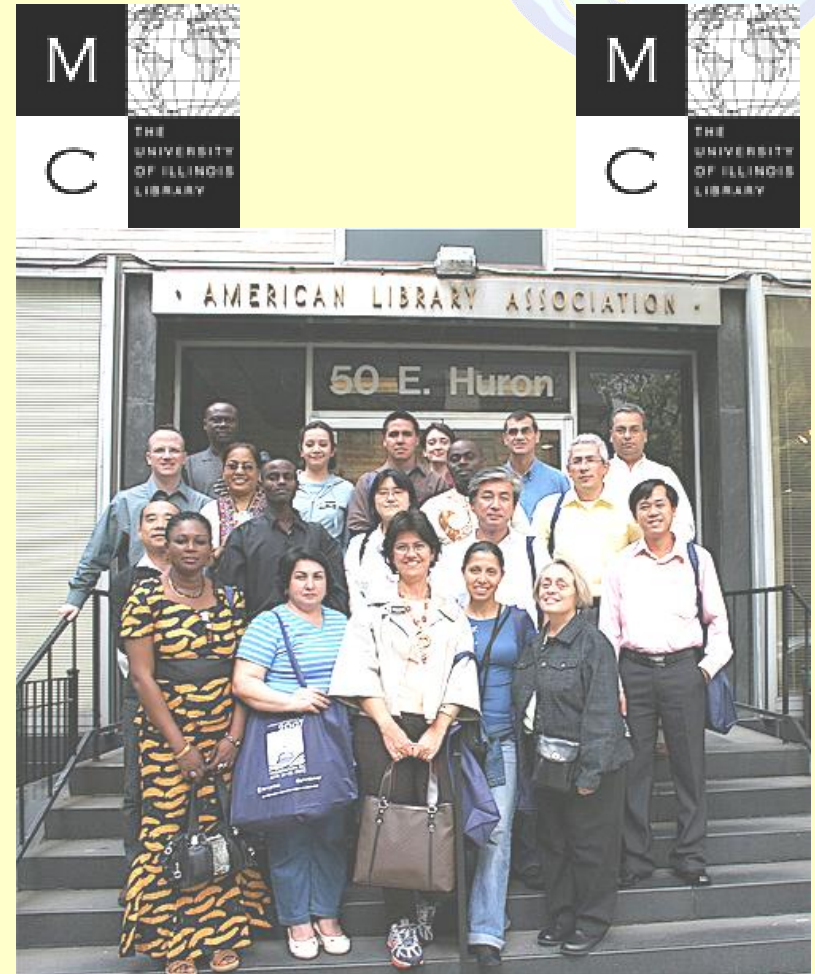 M
THE
UNIVERSITY
OF ILLINOIS
LIBRARY
C
M
THE
UNIVERSITY
OF ILLINOIS
LIBRARY
C
· AMERICAN LIBRARY ASSOCIATION ·
50 E. Huron